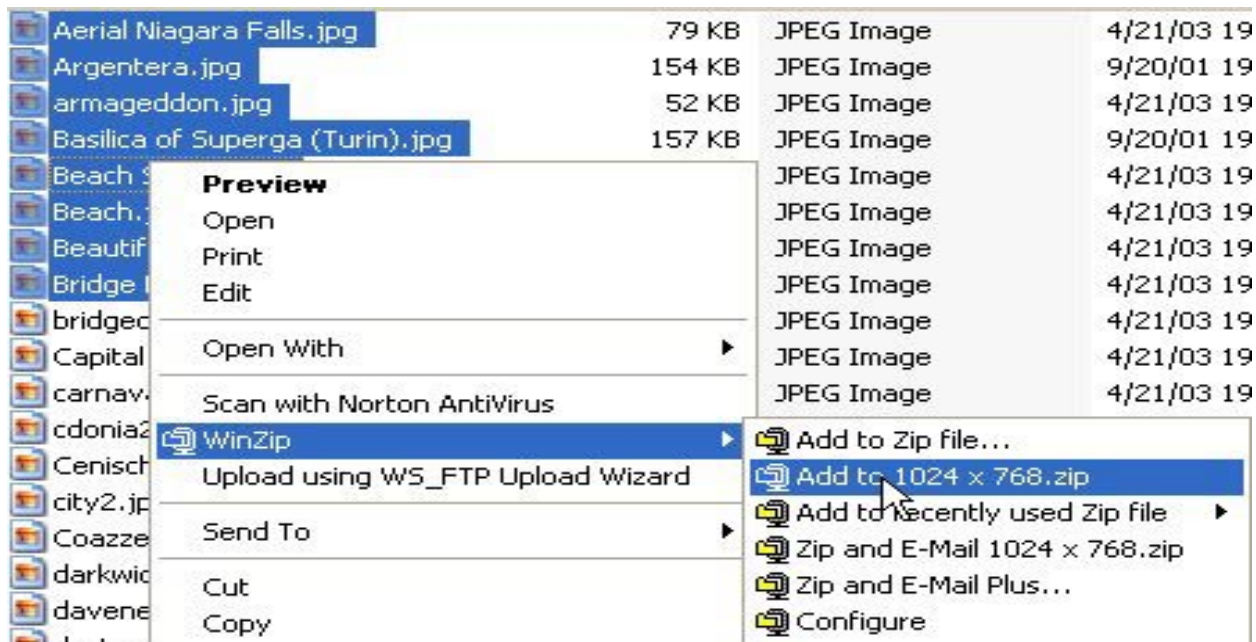 Aerial Niagara Falls.jpg 79 KB JPEG Image 4/21/03 19
Argentera.jpg 154 KB JPEG Image 9/20/01 19
armageddon.jpg 52 KB JPEG Image 4/21/03 19
Basilica of Superga (Turin).jpg 157 KB JPEG Image 9/20/01 19
Beach S JPEG Image 4/21/03 19
Beach. JPEG Image 4/21/03 19
Beautif JPEG Image 4/21/03 19
Bridge JPEG Image 4/21/03 19
bridgec JPEG Image 4/21/03 19
Capital JPEG Image 4/21/03 19
carnav JPEG Image 4/21/03 19
cdonia2
Cenisch
city2.jp
Coazze
darkwid
davene
Preview
Open
Print
Edit
Open With
Scan with Norton AntiVirus
WinZip
Upload using WS_FTP Upload Wizard
Send To
Cut
Copy
Add to Zip file...
Add to 1024 x 768.zip
Add to Recently used Zip file
Zip and E-Mail 1024 x 768.zip
Zip and E-Mail Plus...
Configure